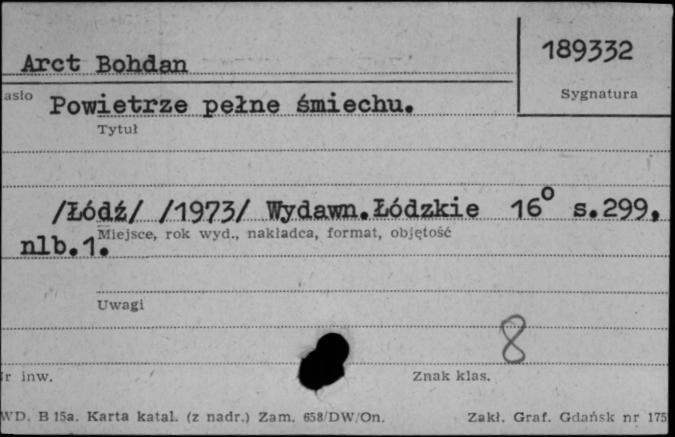 Arct Bohdan
189332
asło
Sygnatura
Powietrze pełne śmiechu.
Tytuł
/Łódź/ /1973/ Wydawn.Łódzkie 16° s.299,
Miejsce, rok wyd., nakładca, format, objętość
nlb.1.
Uwagi
8
r inw.
Znak klas.
WD. B 15a. Karta katal. (z nadr.) Zam. 658/DW/On.
Zakł. Graf. Gdańsk nr 175